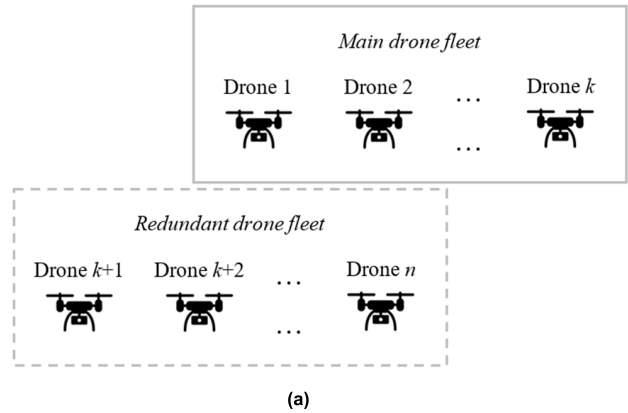 Main drone fleet
Drone 1 Drone 2 ... Drone k
...
Redundant drone fleet
Drone k+1 Drone k+2 ... Drone n
...
(a)